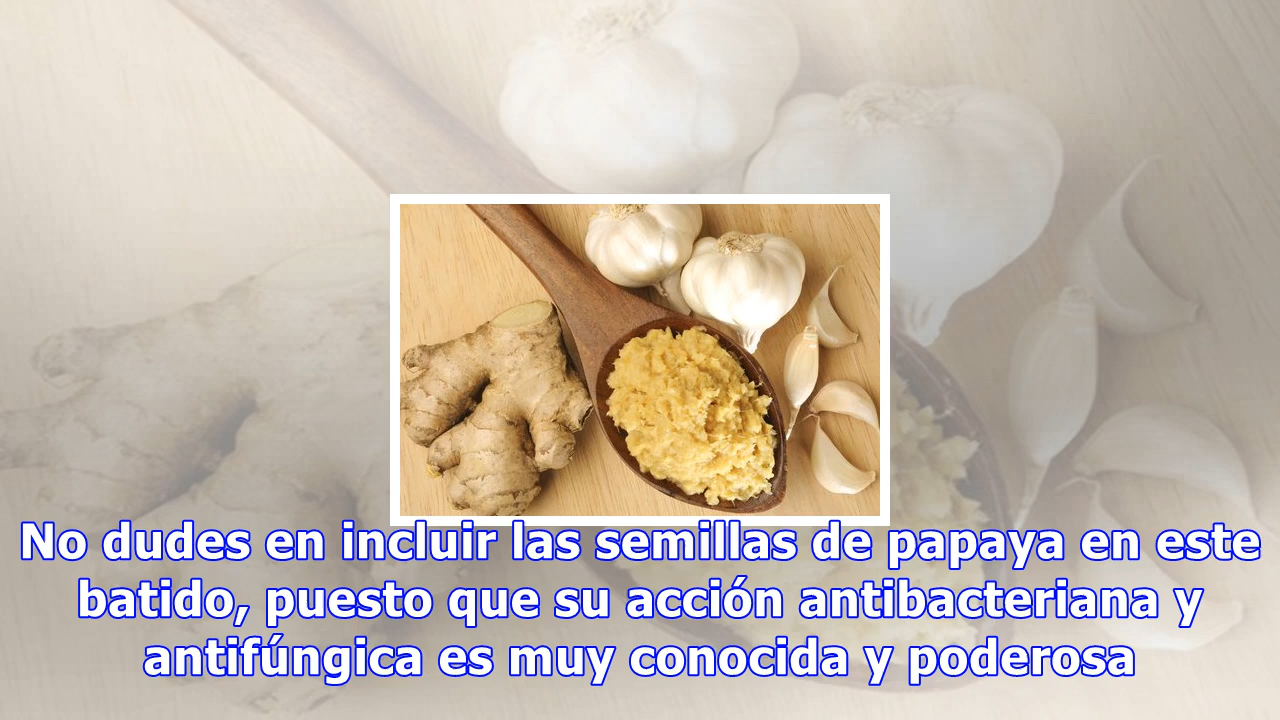 No dudes en incluir las semillas de papaya en este
batido, puesto que su acción antibacteriana y
antifúngica es muy conocida y poderosa